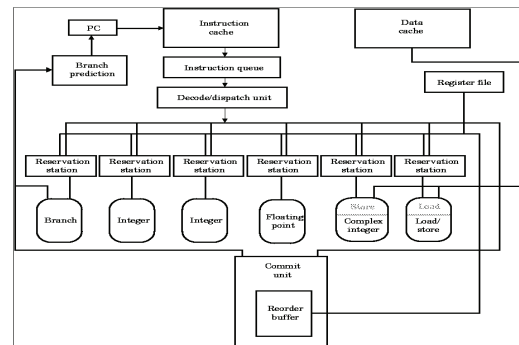 PC
Instruction
cache
Data
cache
Branch
prediction
Instruction queue
Register file
Decode/dispatch unit
Reservation
station
Reservation
station
Reservation
station
Reservation
station
Reservation
station
Reservation
station
Branch
Integer
Integer
Floating
point
Store
Complex
integer
Load
Load/
store
Commit
unit
Reorder
buffer